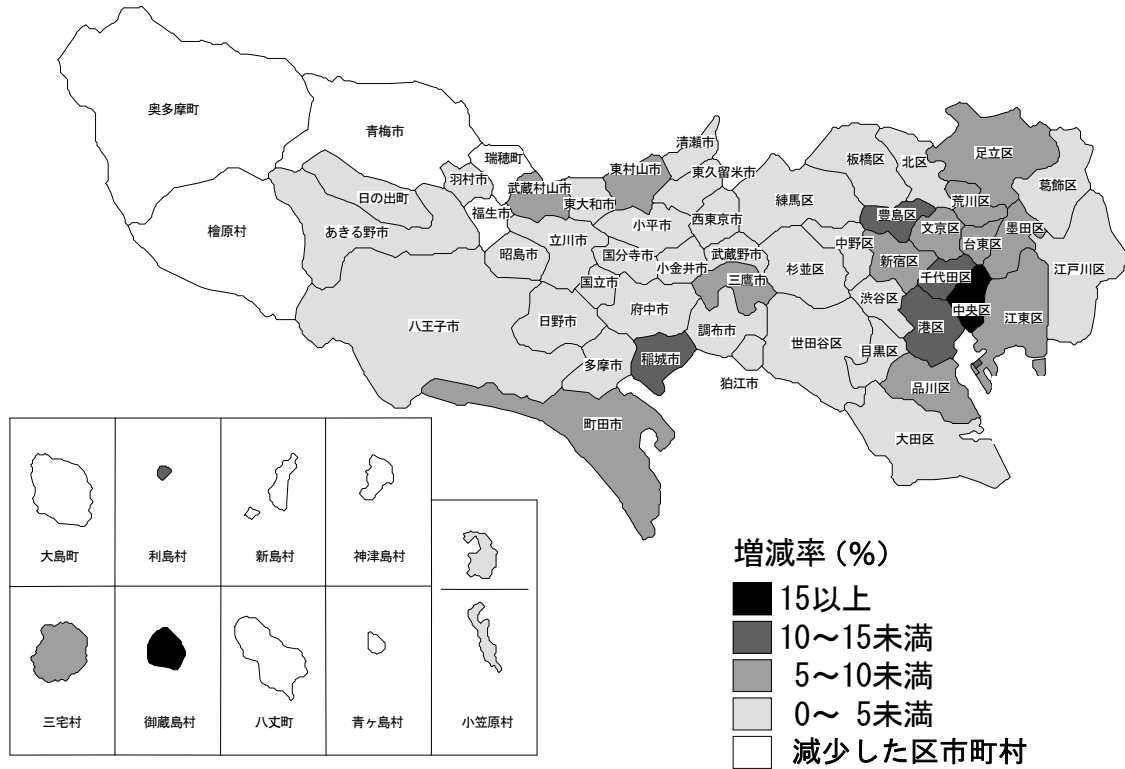 奥多摩町
青梅市
瑞穂町
清瀬市
東村山市
東久留米市
羽村市
武蔵村山市
東大和市
日の出町
福生市
小平市
西東京市
練馬区
板橋区
北区
足立区
葛飾区
荒川区
豊島区
文京区
墨田区
台東区
檜原村
あきる野市
昭島市
立川市
国分寺市
小金井市
武蔵野市
三鷹市
杉並区
中野区
新宿区
千代田区
江戸川区
国立市
府中市
調布市
渋谷区
中央区
港区
江東区
八王子市
日野市
多摩市
稲城市
狛江市
世田谷区
目黒区
品川区
大田区
町田市
大島町
利島村
新島村
神津島村
三宅村
御蔵島村
八丈町
青ヶ島村
小笠原村
増減率(%)
15以上
10～15未満
5～10未満
0～ 5未満
減少した区市町村